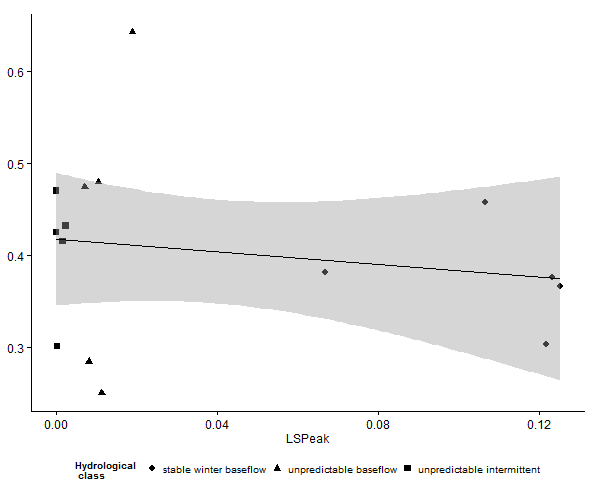 0.6
0.5
0.4
0.3
0.00 0.04 0.08 0.12
LSPeak
Hydrological
class
stable winter baseflow unpredictable baseflow unpredictable intermittent